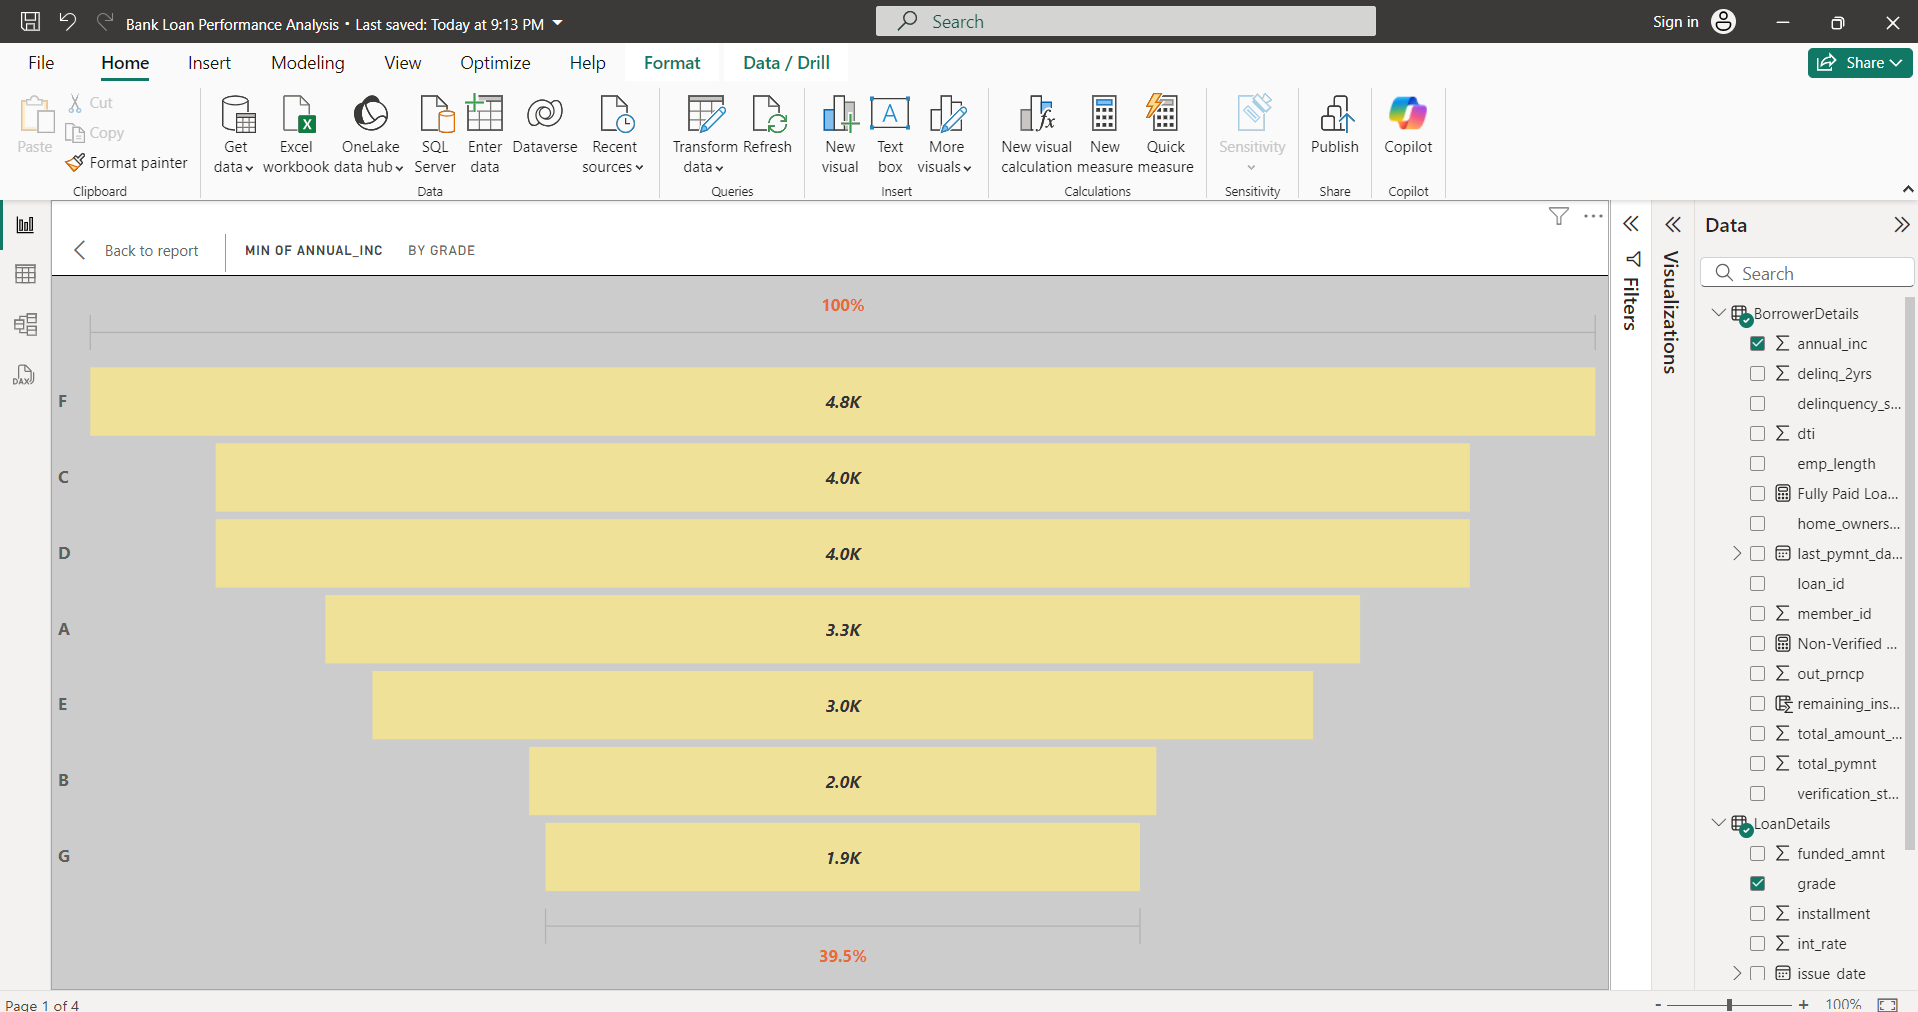 Bank Loan Performance Analysis • Last saved: Today at 9:13 PM
Search
Sign in
File Home Insert Modeling View Optimize Help Format Data / Drill
Share
Paste
Cut
Copy
Format painter
Clipboard
Get data
Excel workbook
OneLake data hub
SQL Server
Enter data
Dataverse
Recent sources
Data
Transform data
Refresh
Queries
New visual
Text box
More visuals
Insert
New visual calculation
New measure
Quick measure
Calculations
Sensitivity
Sensitivity
Publish
Share
Copilot
Copilot
Back to report
MIN OF ANNUAL_INC BY GRADE
100%
F 4.8K
C 4.0K
D 4.0K
A 3.3K
E 3.0K
B 2.0K
G 1.9K
39.5%
Filters
Visualizations
Data
Search
BorrowerDetails
annual_inc
delinq_2yrs
delinquency_s...
dti
emp_length
Fully Paid Loa...
home_owners...
last_pymnt_da...
loan_id
member_id
Non-Verified ...
out_prncp
remaining_ins...
total_amount_...
total_pymnt
verification_st...
LoanDetails
funded_amnt
grade
installment
int_rate
issue_date
Page 1 of 4
- + 100%
DAX